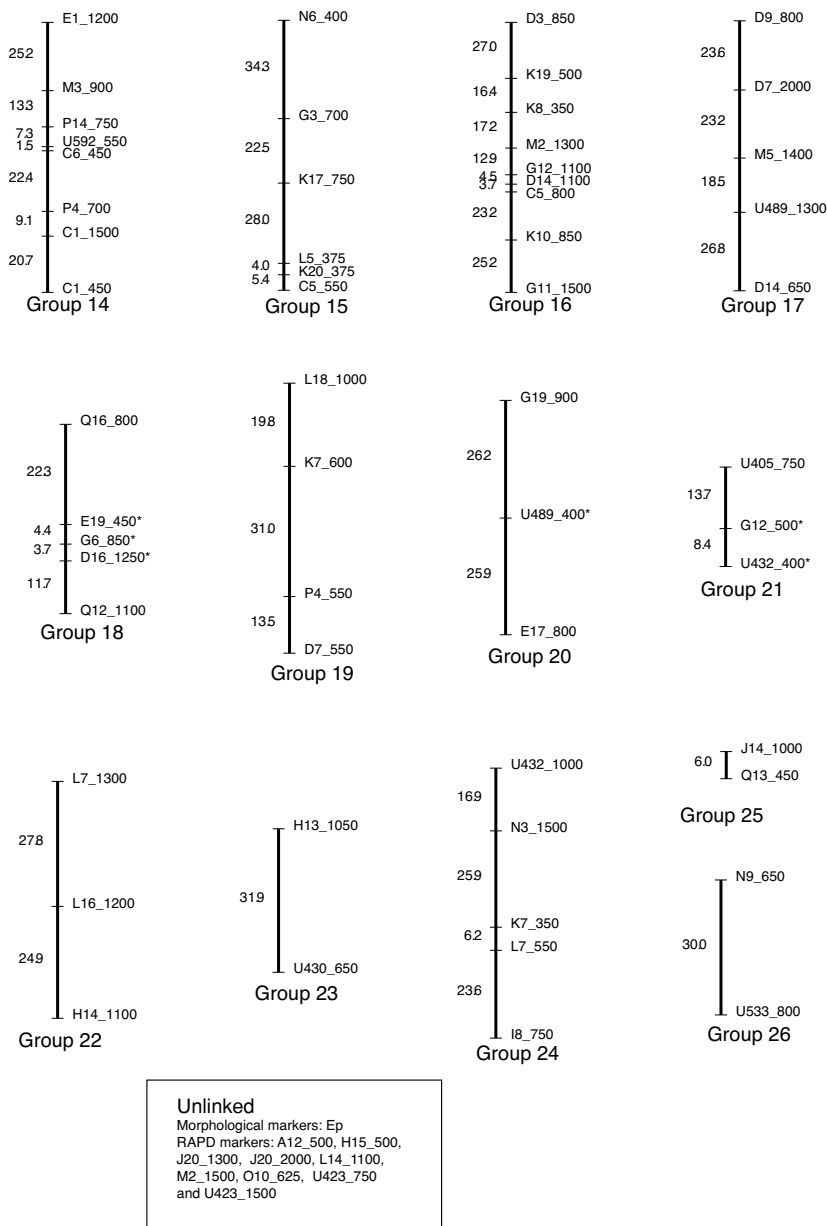 E1_1200
25.2
M3_900
13.3
P14_750
7.3
U592_550
1.5
C6_450
22.4
P4_700
9.1
C1_1500
20.7
C1_450
Group 14
N6_400
34.3
G3_700
22.5
K17_750
28.0
L5_375
4.0
K20_375
5.4
C5_550
Group 15
D3_850
27.0
K19_500
16.4
K8_350
17.2
M2_1300
12.9
G12_1100
4.5
D14_1100
3.7
C5_800
23.2
K10_850
25.2
G11_1500
Group 16
D9_800
23.6
D7_2000
23.2
M5_1400
18.5
U489_1300
26.8
D14_650
Group 17
Q16_800
22.3
E19_450*
4.4
G6_850*
3.7
D16_1250*
11.7
Q12_1100
Group 18
L18_1000
19.8
K7_600
31.0
P4_550
13.5
D7_550
Group 19
G19_900
26.2
U489_400*
25.9
E17_800
Group 20
U405_750
13.7
G12_500*
8.4
U432_400*
Group 21
L7_1300
27.8
L16_1200
24.9
H14_1100
Group 22
H13_1050
31.9
U430_650
Group 23
U432_1000
16.9
N3_1500
25.9
K7_350
6.2
L7_550
23.6
I8_750
Group 24
J14_1000
6.0
Q13_450
Group 25
N9_650
30.0
U533_800
Group 26
Unlinked
Morphological markers: Ep
RAPD markers: A12_500, H15_500,
J20_1300, J20_2000, L14_1100,
M2_1500, O10_625, U423_750
and U423_1500